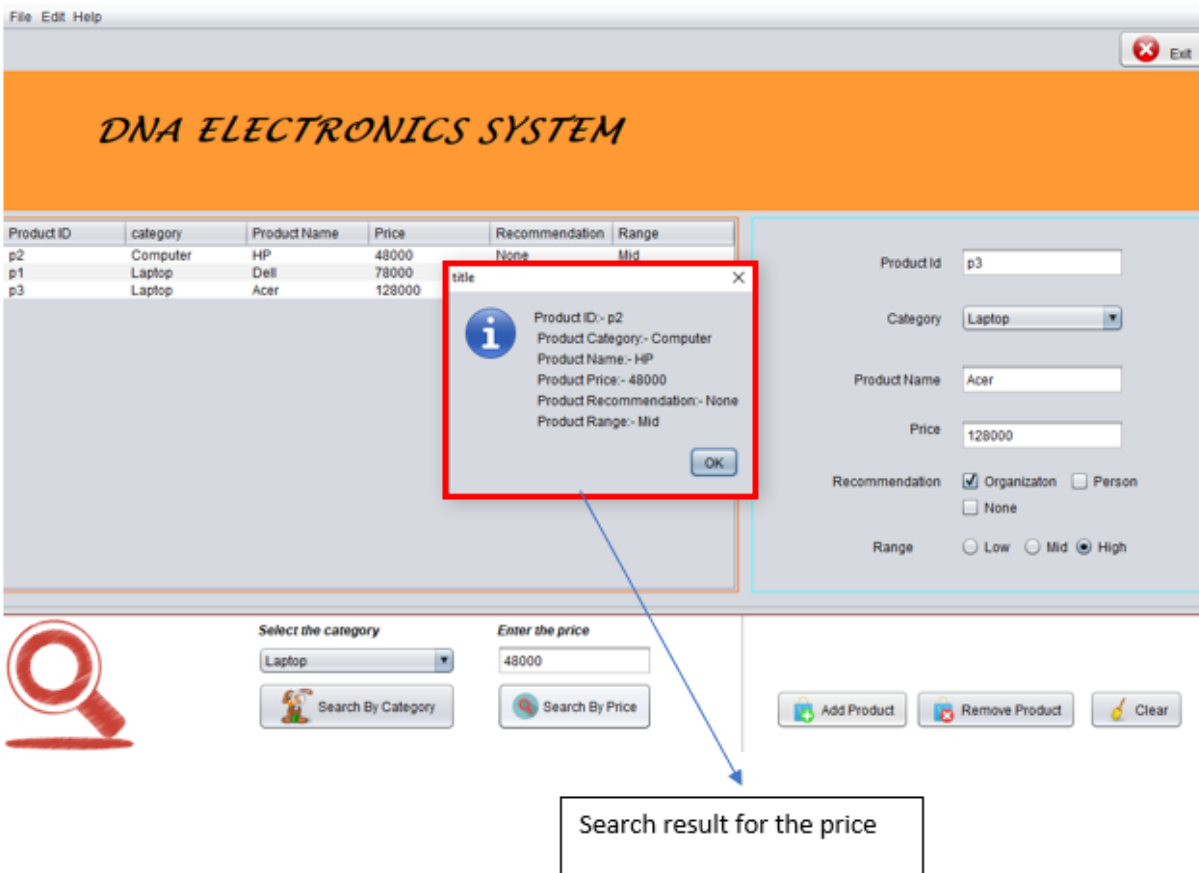 File Edit Help
Exit
DNA ELECTRONICS SYSTEM
Product ID category Product Name Price Recommendation Range
p2 Computer HP 48000 None Mid
p1 Laptop Dell 78000
p3 Laptop Acer 128000
title
Product ID:- p2
Product Category:- Computer
Product Name:- HP
Product Price:- 48000
Product Recommendation:- None
Product Range:- Mid
OK
Product Id p3
Category Laptop
Product Name Acer
Price 128000
Recommendation Organizaton Person
None
Range Low Mid High
Select the category Enter the price
Laptop 48000
Search By Category Search By Price
Add Product Remove Product Clear
Search result for the price